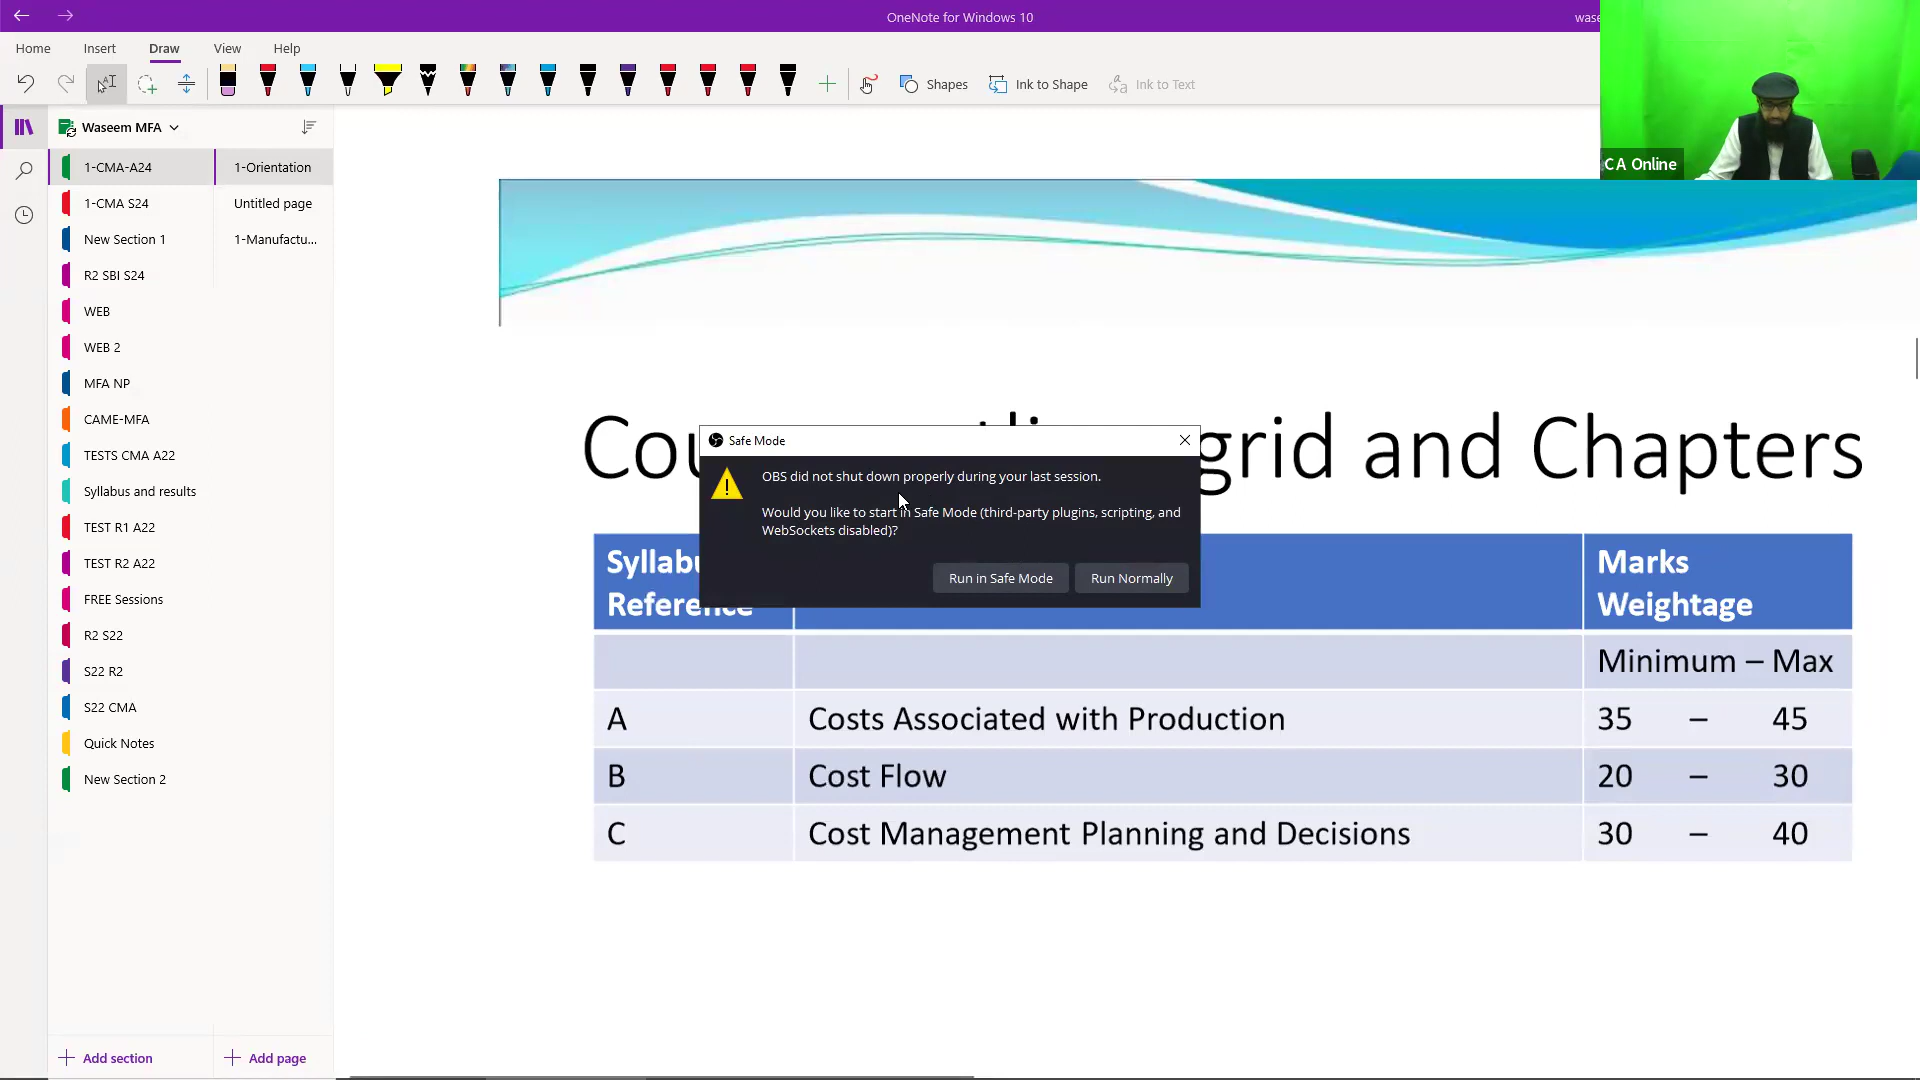 OneNote for Windows 10
Home Insert Draw View Help
Shapes Ink to Shape Ink to Text
C A Online
Waseem MFA
1-CMA-A24
1-CMA S24
New Section 1
R2 SBI S24
WEB
WEB 2
MFA NP
CAME-MFA
TESTS CMA A22
Syllabus and results
TEST R1 A22
TEST R2 A22
FREE Sessions
R2 S22
S22 R2
S22 CMA
Quick Notes
New Section 2
Add section
1-Orientation
Untitled page
1-Manufactu...
Add page
grid and Chapters
Safe Mode
OBS did not shut down properly during your last session.
Would you like to start in Safe Mode (third-party plugins, scripting, and
WebSockets disabled)?
Run in Safe Mode Run Normally
Reference
Marks
Weightage
Minimum – Max
A Costs Associated with Production 35 – 45
B Cost Flow 20 – 30
C Cost Management Planning and Decisions 30 – 40